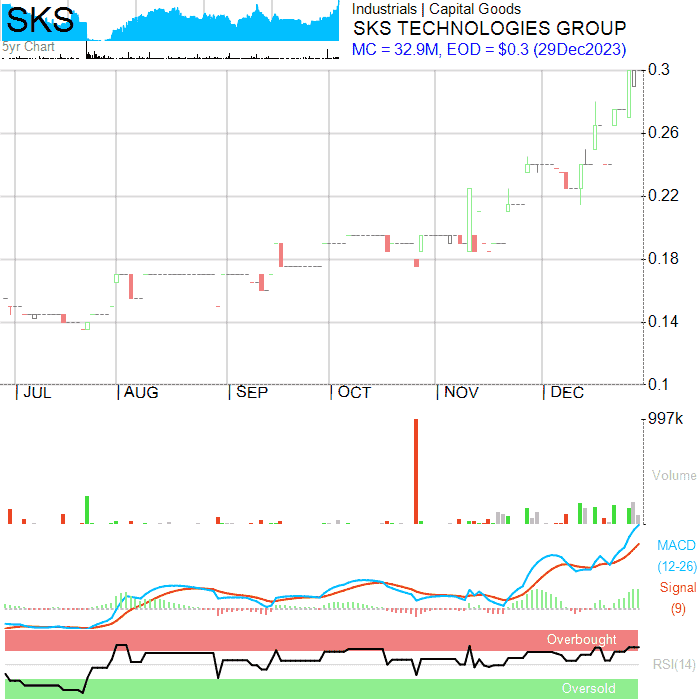 SKS
5yr Chart
Industrials | Capital Goods
SKS TECHNOLOGIES GROUP
MC = 32.9M, EOD = $0.3 (29Dec2023)
0.3
0.26
0.22
0.18
0.14
0.1
JUL AUG SEP OCT NOV DEC
997k
Volume
MACD
(12-26)
Signal
(9)
Overbought
RSI(14)
Oversold